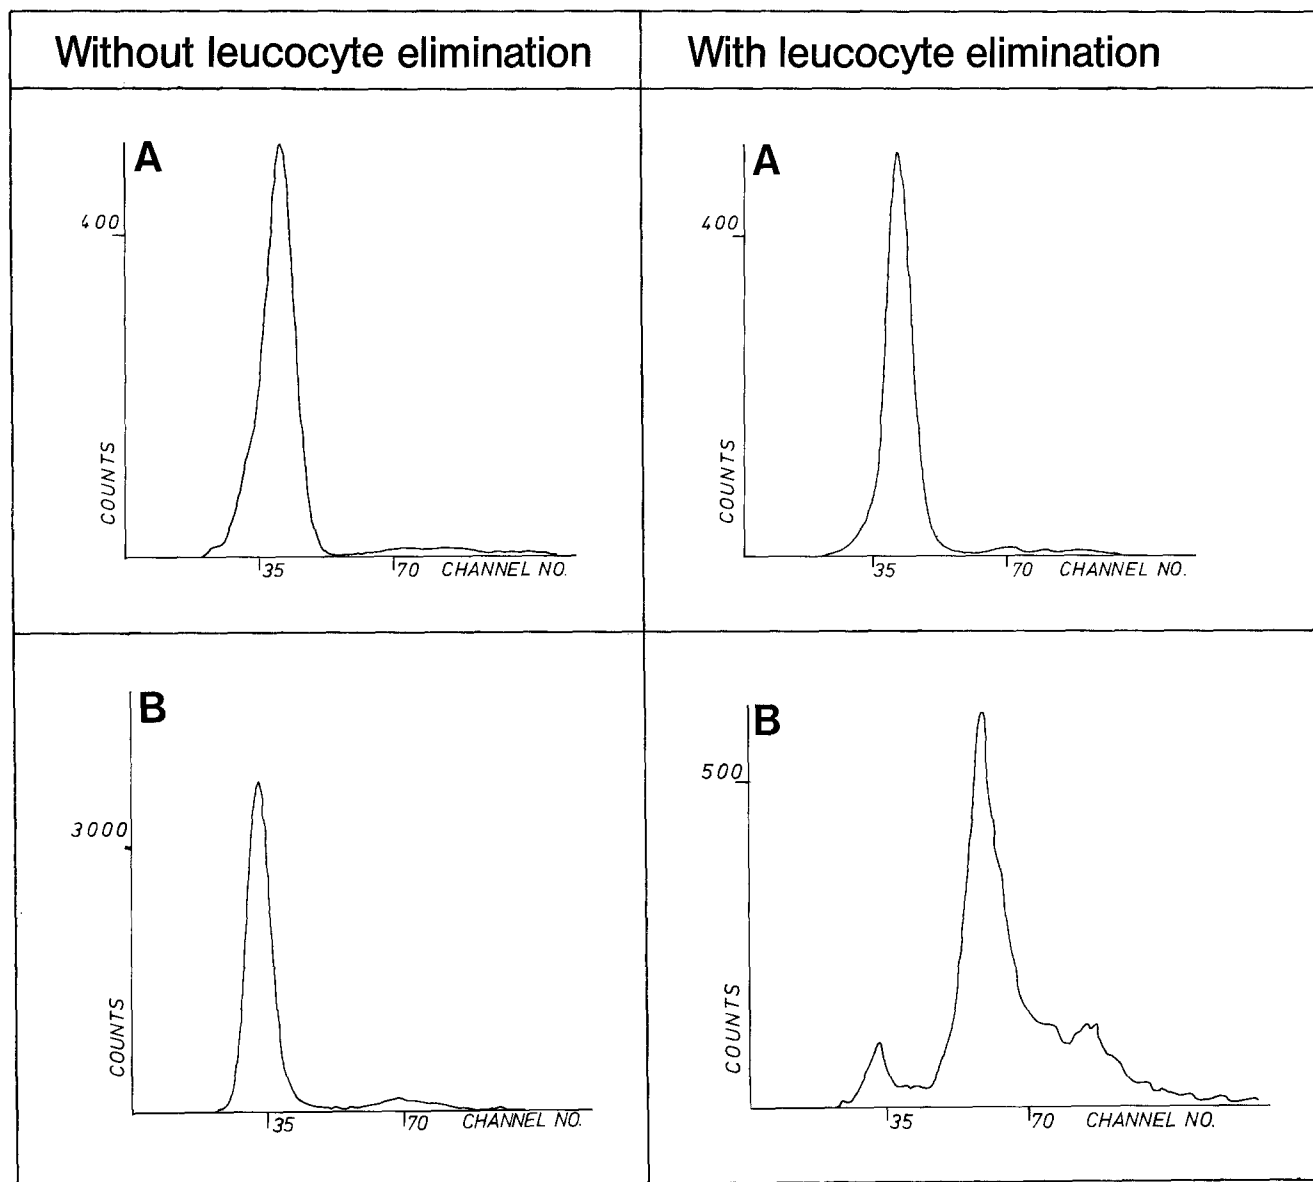 Without leucocyte elimination
With leucocyte elimination
A
400
COUNTS
35
70
CHANNEL NO.
A
400
COUNTS
35
70
CHANNEL NO.
B
3000
COUNTS
35
70
CHANNEL NO.
B
500
COUNTS
35
70
CHANNEL NO.